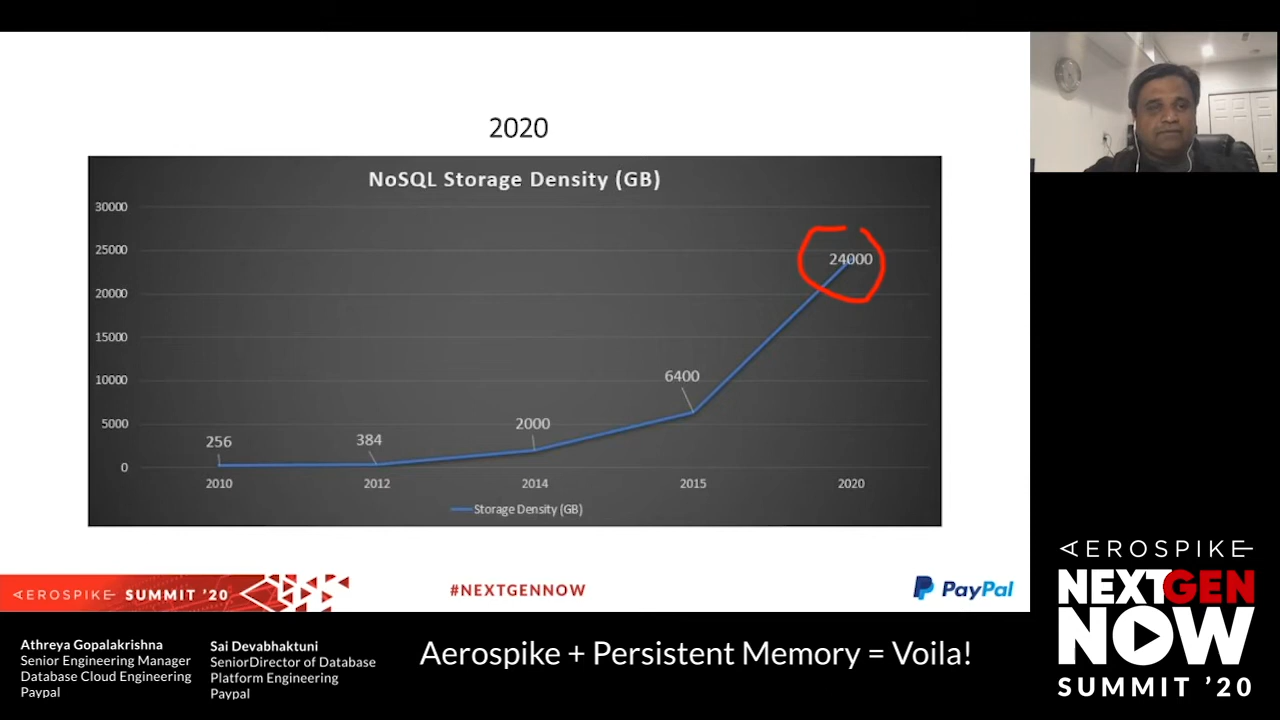 2020
NoSQL Storage Density (GB)
30000
25000
20000
15000
10000
5000
0
256
384
2000
6400
24000
2010
2012
2014
2015
2020
Storage Density (GB)
AEROSPIKE SUMMIT '20
#NEXTGENNOW
PayPal
Athreya Gopalakrishna
Senior Engineering Manager
Database Cloud Engineering
Paypal
Sai Devabhaktuni
SeniorDirector of Database
Platform Engineering
Paypal
Aerospike + Persistent Memory = Voila!
AEROSPIKE
NEXTGEN
NOW
SUMMIT '20